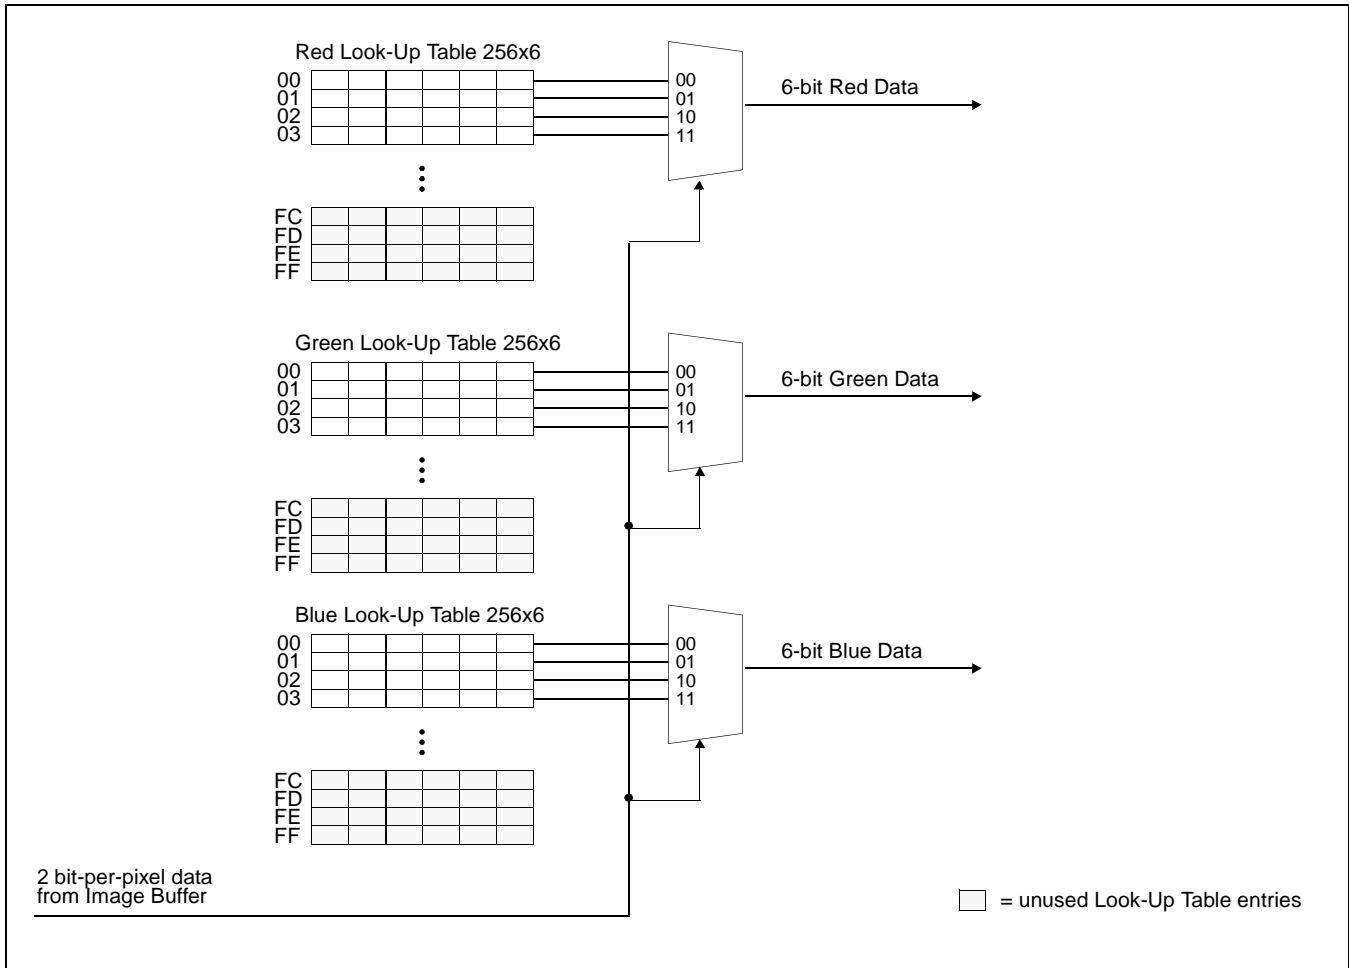 Red Look-Up Table 256x6
00
01
02
03
00
01
10
11
6-bit Red Data
FC
FD
FE
FF
Green Look-Up Table 256x6
00
01
02
03
00
01
10
11
6-bit Green Data
FC
FD
FE
FF
Blue Look-Up Table 256x6
00
01
02
03
00
01
10
11
6-bit Blue Data
FC
FD
FE
FF
2 bit-per-pixel data
from Image Buffer
= unused Look-Up Table entries